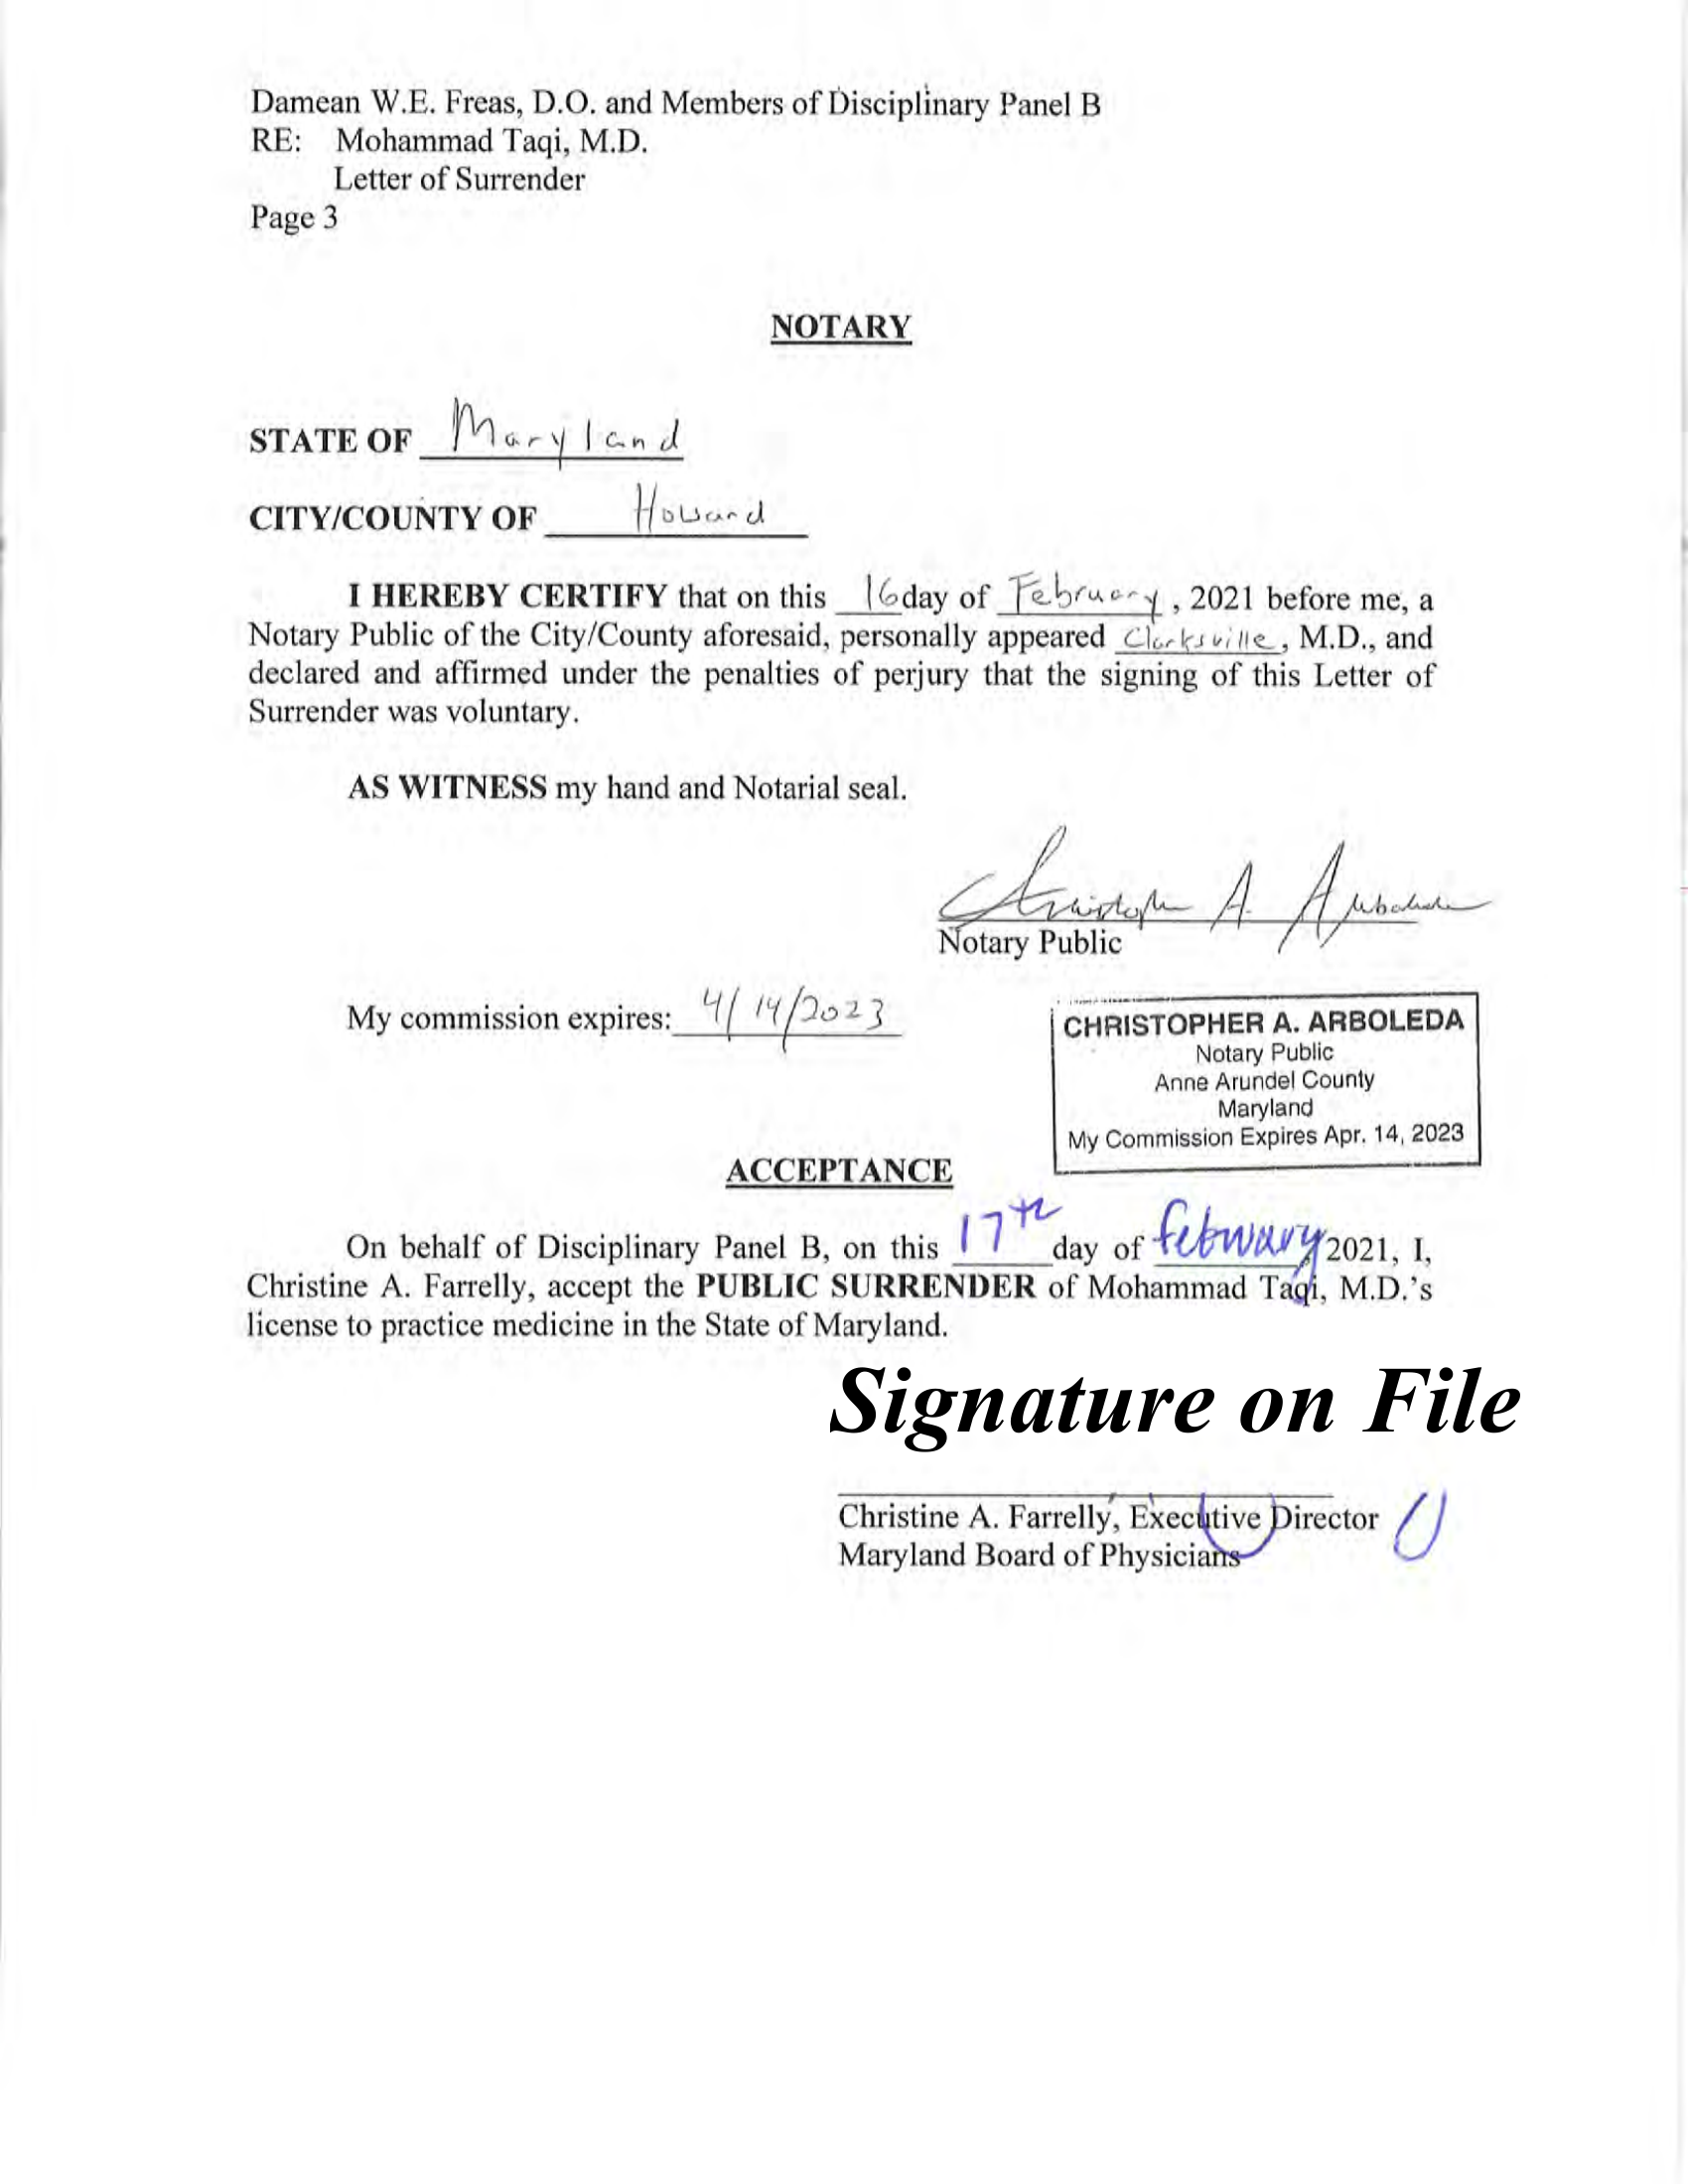 Damean W.E. Freas, D.O. and Members of Disciplinary Panel B
RE: Mohammad Taqi, M.D.
Letter of Surrender
Page 3
NOTARY
STATE OF Maryland
CITY/COUNTY OF Howard
I HEREBY CERTIFY that on this 16 day of February, 2021 before me, a
Notary Public of the City/County aforesaid, personally appeared Clarksville, M.D., and
declared and affirmed under the penalties of perjury that the signing of this Letter of
Surrender was voluntary.
AS WITNESS my hand and Notarial seal.
Christopher A. Arboleda
Notary Public
My commission expires: 4/14/2023
CHRISTOPHER A. ARBOLEDA
Notary Public
Anne Arundel County
Maryland
My Commission Expires Apr. 14, 2023
ACCEPTANCE
On behalf of Disciplinary Panel B, on this 17th day of february, 2021, I,
Christine A. Farrelly, accept the PUBLIC SURRENDER of Mohammad Taqi, M.D.'s
license to practice medicine in the State of Maryland.
Signature on File
Christine A. Farrelly, Executive Director
Maryland Board of Physicians